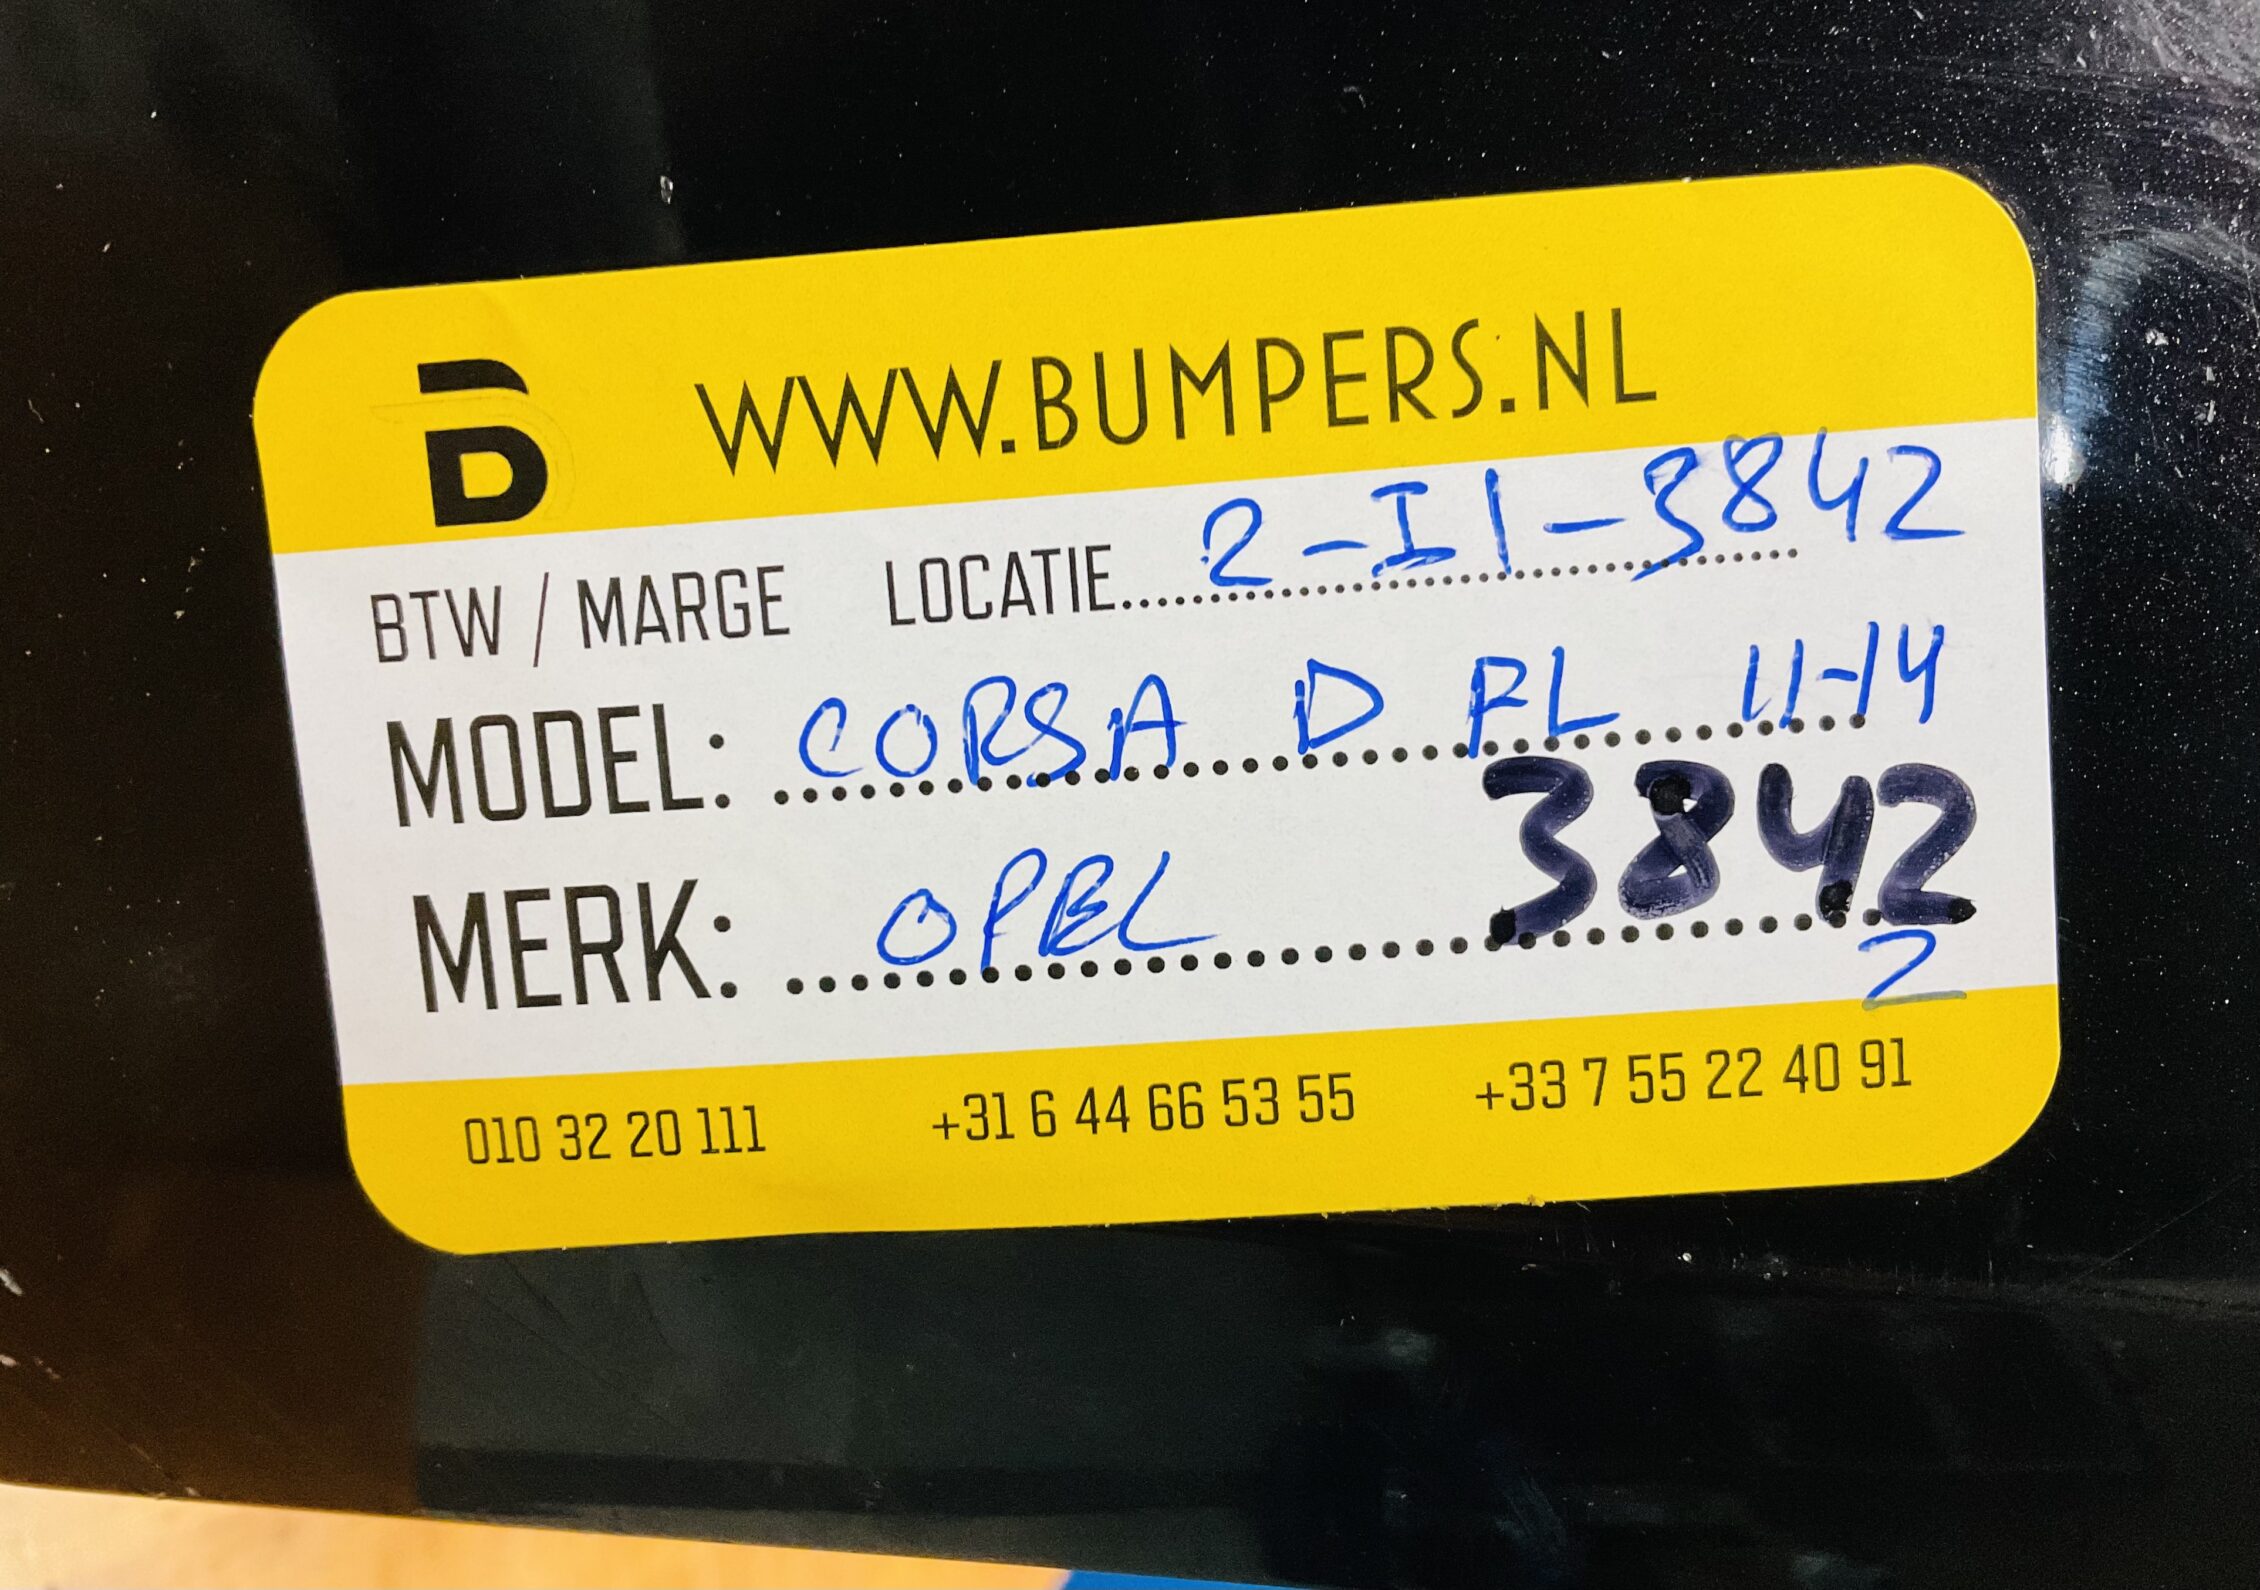 B WWW.BUMPERS.NL
BTW / MARGE LOCATIE 2-I1-3842
MODEL: CORSA D FL 11-14
3842
MERK: OPEL
2
010 32 20 111 +31 6 44 66 53 55 +33 7 55 22 40 91